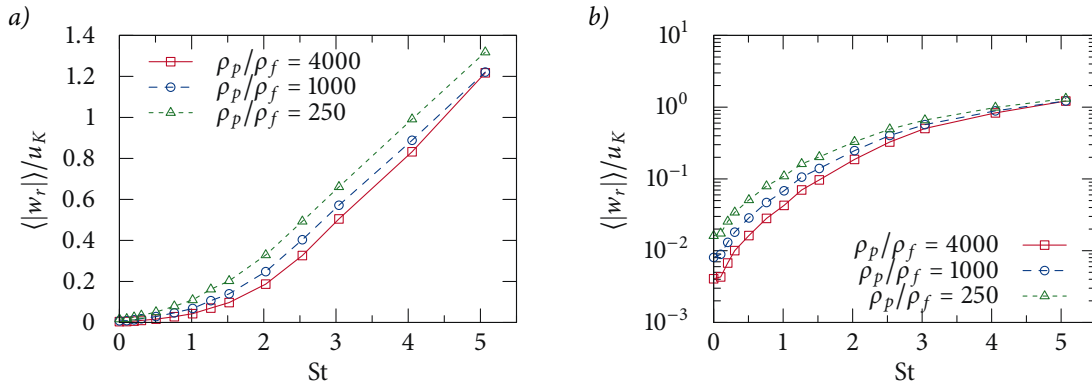 a)
1.4
1.2
1
0.8
0.6
0.4
0.2
0
0 1 2 3 4 5
St
⟨|w_r|⟩/u_K
ρ_p/ρ_f = 4000
ρ_p/ρ_f = 1000
ρ_p/ρ_f = 250
b)
10^1
10^0
10^−1
10^−2
10^−3
0 1 2 3 4 5
St
⟨|w_r|⟩/u_K
ρ_p/ρ_f = 4000
ρ_p/ρ_f = 1000
ρ_p/ρ_f = 250